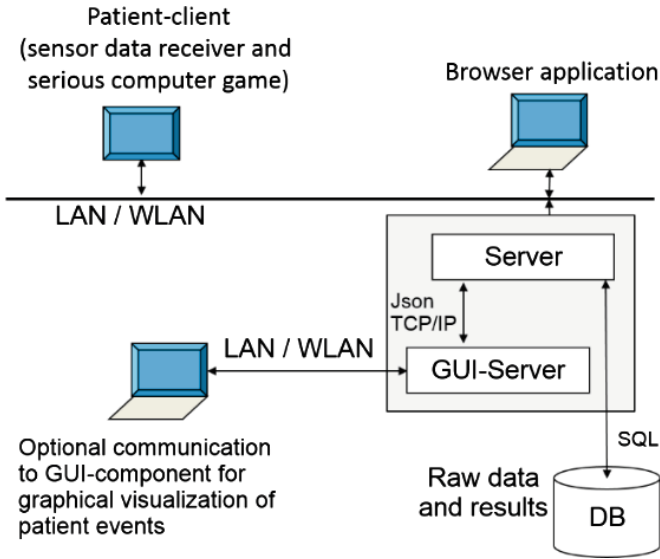 Patient-client
(sensor data receiver and
serious computer game)
Browser application
LAN / WLAN
Server
Json
TCP/IP
LAN / WLAN
GUI-Server
Optional communication
to GUI-component for
graphical visualization of
patient events
SQL
Raw data
and results
DB